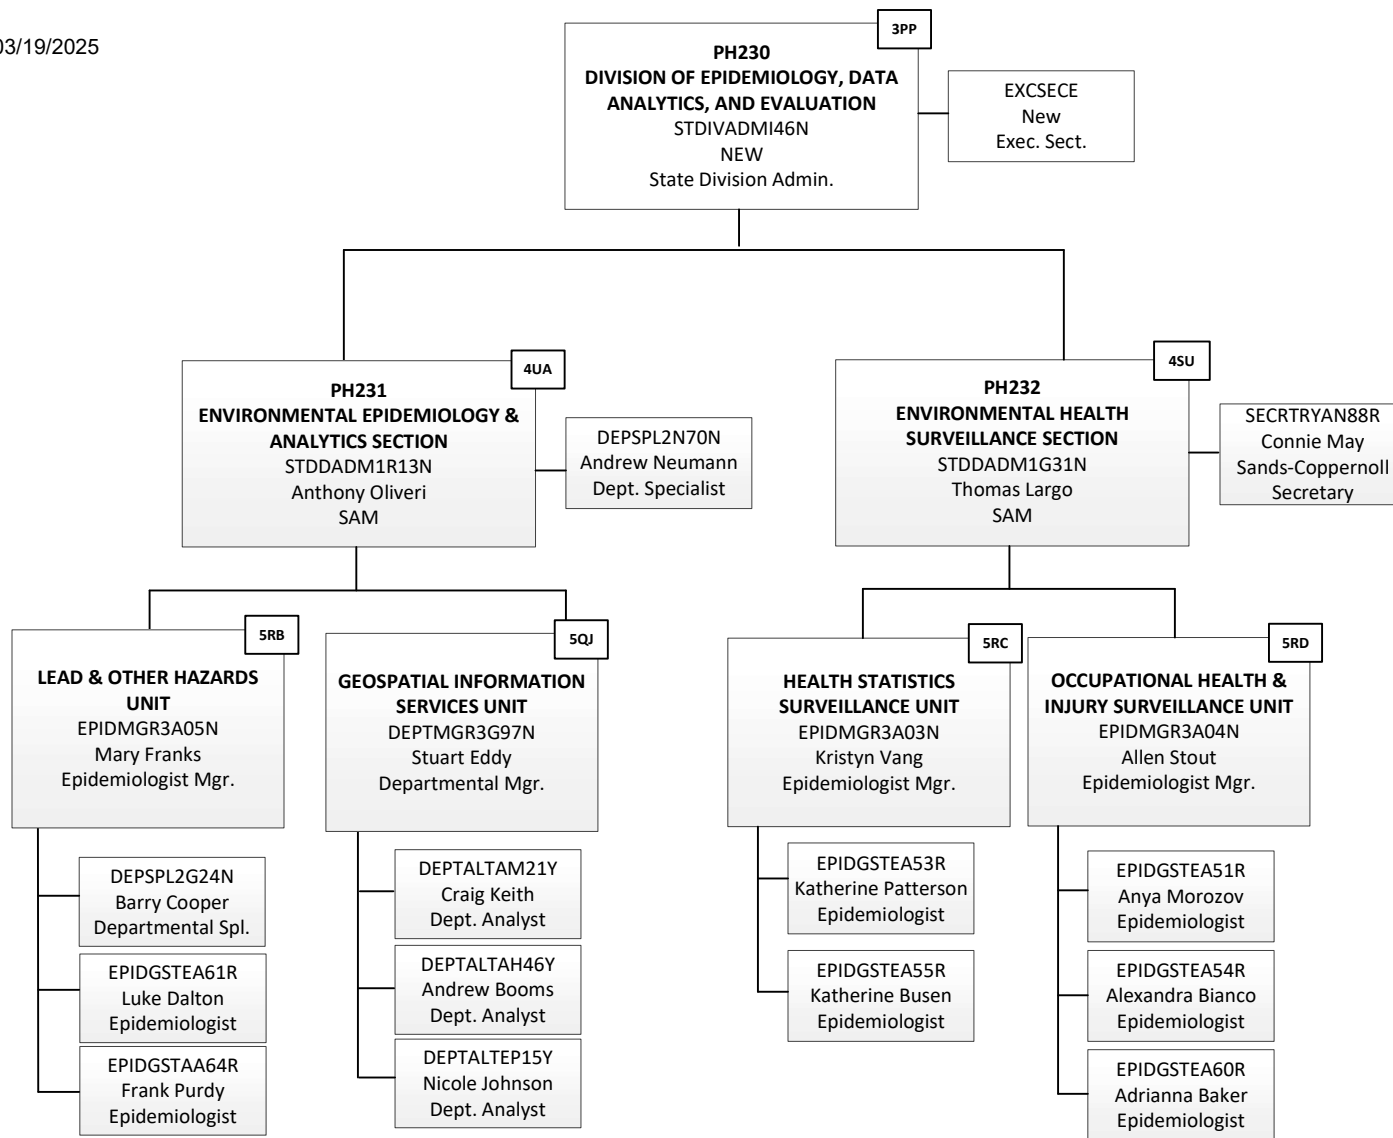 03/19/2025
3PP
PH230
DIVISION OF EPIDEMIOLOGY, DATA
ANALYTICS, AND EVALUATION
STDIVADMI46N
NEW
State Division Admin.
EXCSECE
New
Exec. Sect.
4UA
PH231
ENVIRONMENTAL EPIDEMIOLOGY &
ANALYTICS SECTION
STDDADM1R13N
Anthony Oliveri
SAM
DEPSPL2N70N
Andrew Neumann
Dept. Specialist
4SU
PH232
ENVIRONMENTAL HEALTH
SURVEILLANCE SECTION
STDDADM1G31N
Thomas Largo
SAM
SECRTRYAN88R
Connie May
Sands-Coppernoll
Secretary
5RB
LEAD & OTHER HAZARDS
UNIT
EPIDMGR3A05N
Mary Franks
Epidemiologist Mgr.
DEPSPL2G24N
Barry Cooper
Departmental Spl.
EPIDGSTEA61R
Luke Dalton
Epidemiologist
EPIDGSTAA64R
Frank Purdy
Epidemiologist
5QJ
GEOSPATIAL INFORMATION
SERVICES UNIT
DEPTMGR3G97N
Stuart Eddy
Departmental Mgr.
DEPTALTAM21Y
Craig Keith
Dept. Analyst
DEPTALTAH46Y
Andrew Booms
Dept. Analyst
DEPTALTEP15Y
Nicole Johnson
Dept. Analyst
5RC
HEALTH STATISTICS
SURVEILLANCE UNIT
EPIDMGR3A03N
Kristyn Vang
Epidemiologist Mgr.
EPIDGSTEA53R
Katherine Patterson
Epidemiologist
EPIDGSTEA55R
Katherine Busen
Epidemiologist
5RD
OCCUPATIONAL HEALTH &
INJURY SURVEILLANCE UNIT
EPIDMGR3A04N
Allen Stout
Epidemiologist Mgr.
EPIDGSTEA51R
Anya Morozov
Epidemiologist
EPIDGSTEA54R
Alexandra Bianco
Epidemiologist
EPIDGSTEA60R
Adrianna Baker
Epidemiologist